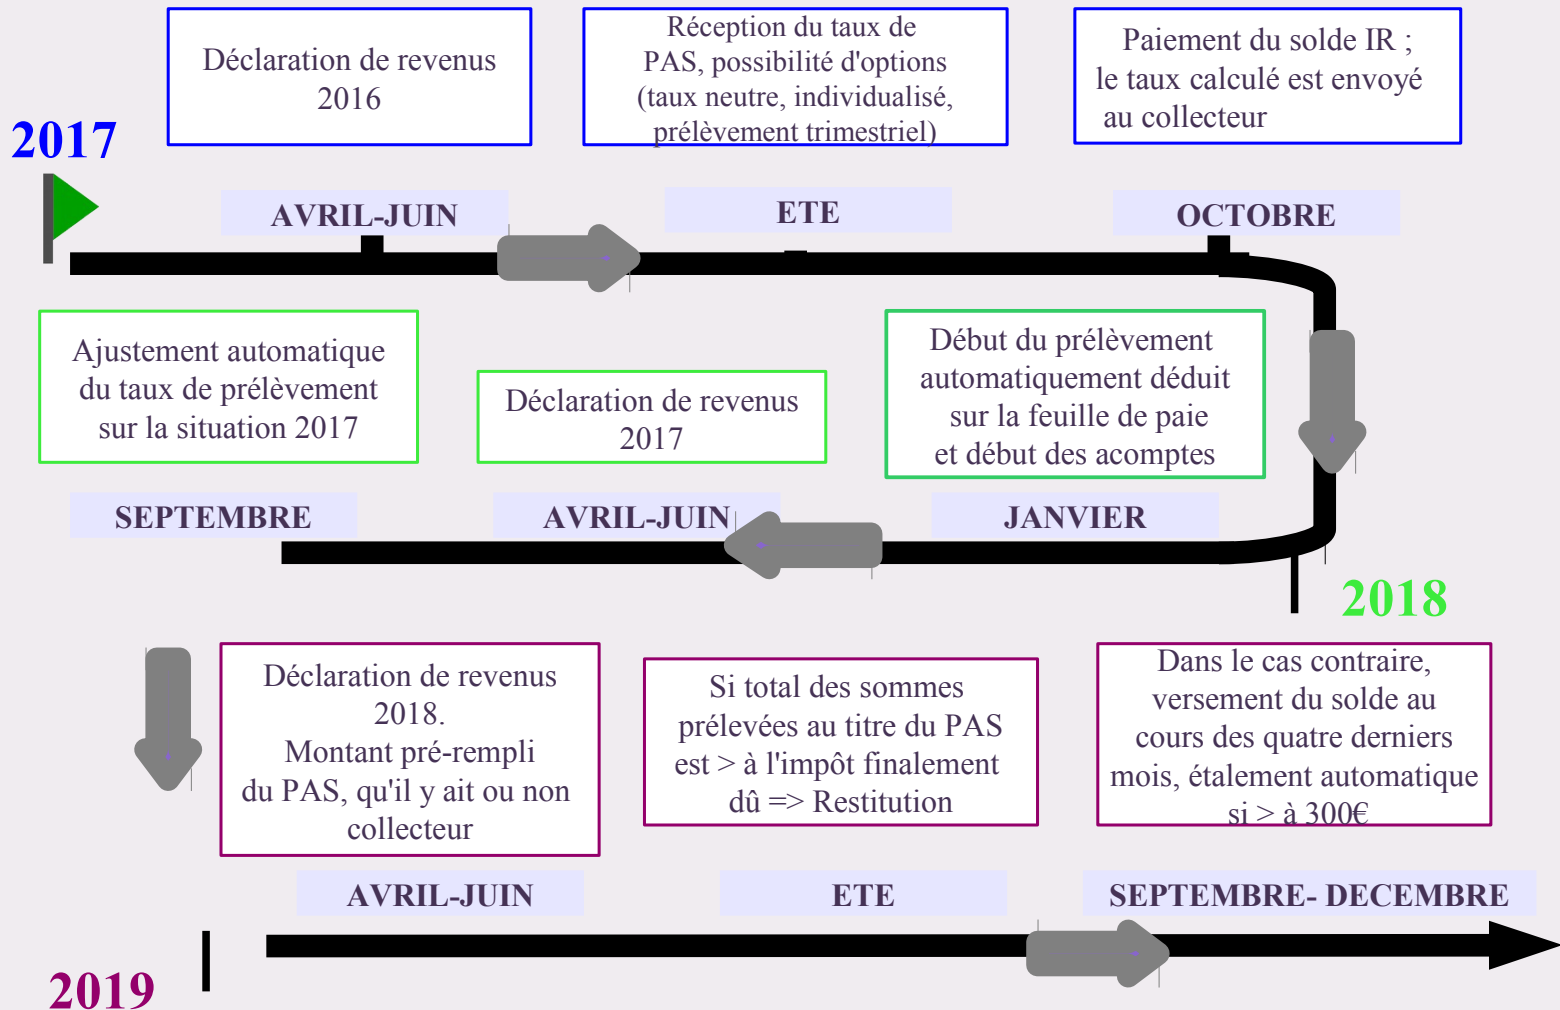 Déclaration de revenus
2016
Réception du taux de
PAS, possibilité d'options
(taux neutre, individualisé,
prélèvement trimestriel)
Paiement du solde IR ;
le taux calculé est envoyé
au collecteur
2017
AVRIL-JUIN
ETE
OCTOBRE
Ajustement automatique
du taux de prélèvement
sur la situation 2017
Déclaration de revenus
2017
Début du prélèvement
automatiquement déduit
sur la feuille de paie
et début des acomptes
SEPTEMBRE
AVRIL-JUIN
JANVIER
2018
Déclaration de revenus
2018.
Montant pré-rempli
du PAS, qu'il y ait ou non
collecteur
Si total des sommes
prélevées au titre du PAS
est > à l'impôt finalement
dû => Restitution
Dans le cas contraire,
versement du solde au
cours des quatre derniers
mois, étalement automatique
si > à 300€
AVRIL-JUIN
ETE
SEPTEMBRE- DECEMBRE
2019